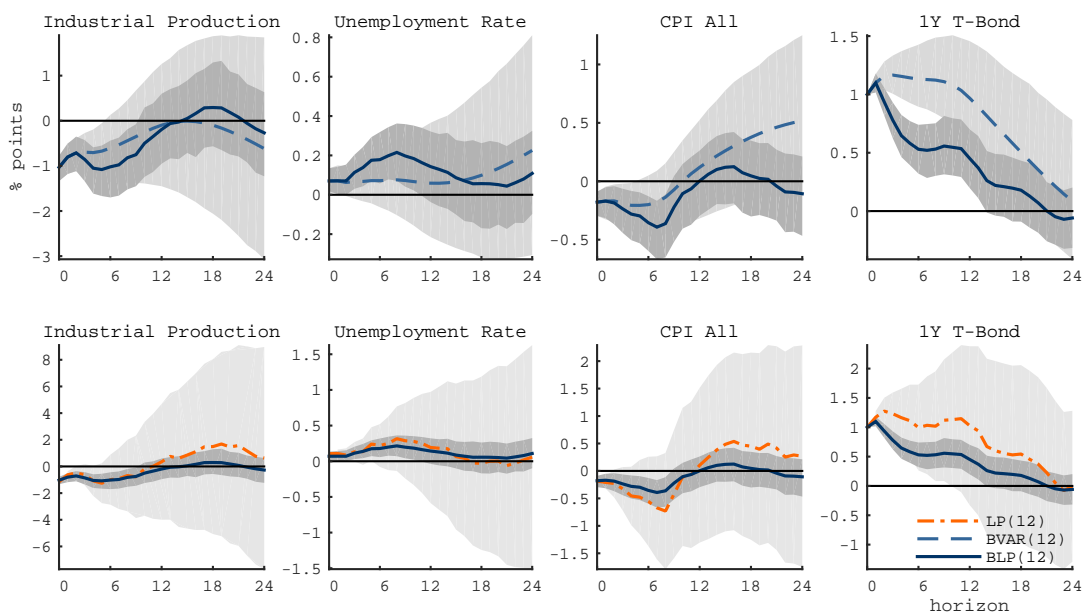 Industrial Production
Unemployment Rate
CPI All
1Y T-Bond
% points
1
0
-1
-2
-3
0 6 12 18 24
0.8
0.6
0.4
0.2
0
-0.2
0 6 12 18 24
1
0.5
0
-0.5
0 6 12 18 24
1.5
1
0.5
0
0 6 12 18 24
Industrial Production
Unemployment Rate
CPI All
1Y T-Bond
8
6
4
2
0
-2
-4
-6
0 6 12 18 24
1.5
1
0.5
0
-0.5
-1
-1.5
0 6 12 18 24
2
1.5
1
0.5
0
-0.5
-1
-1.5
0 6 12 18 24
2
1.5
1
0.5
0
-0.5
-1
0 6 12 18 24
LP(12)
BVAR(12)
BLP(12)
horizon